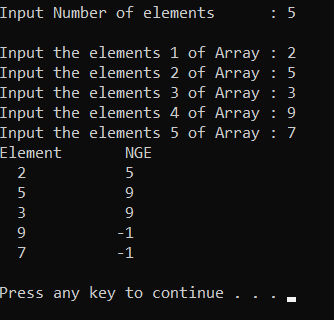 Input Number of elements       : 5
Input the elements 1 of Array : 2
Input the elements 2 of Array : 5
Input the elements 3 of Array : 3
Input the elements 4 of Array : 9
Input the elements 5 of Array : 7
Element        NGE
  2            5
  5            9
  3            9
  9           -1
  7           -1
Press any key to continue . . .